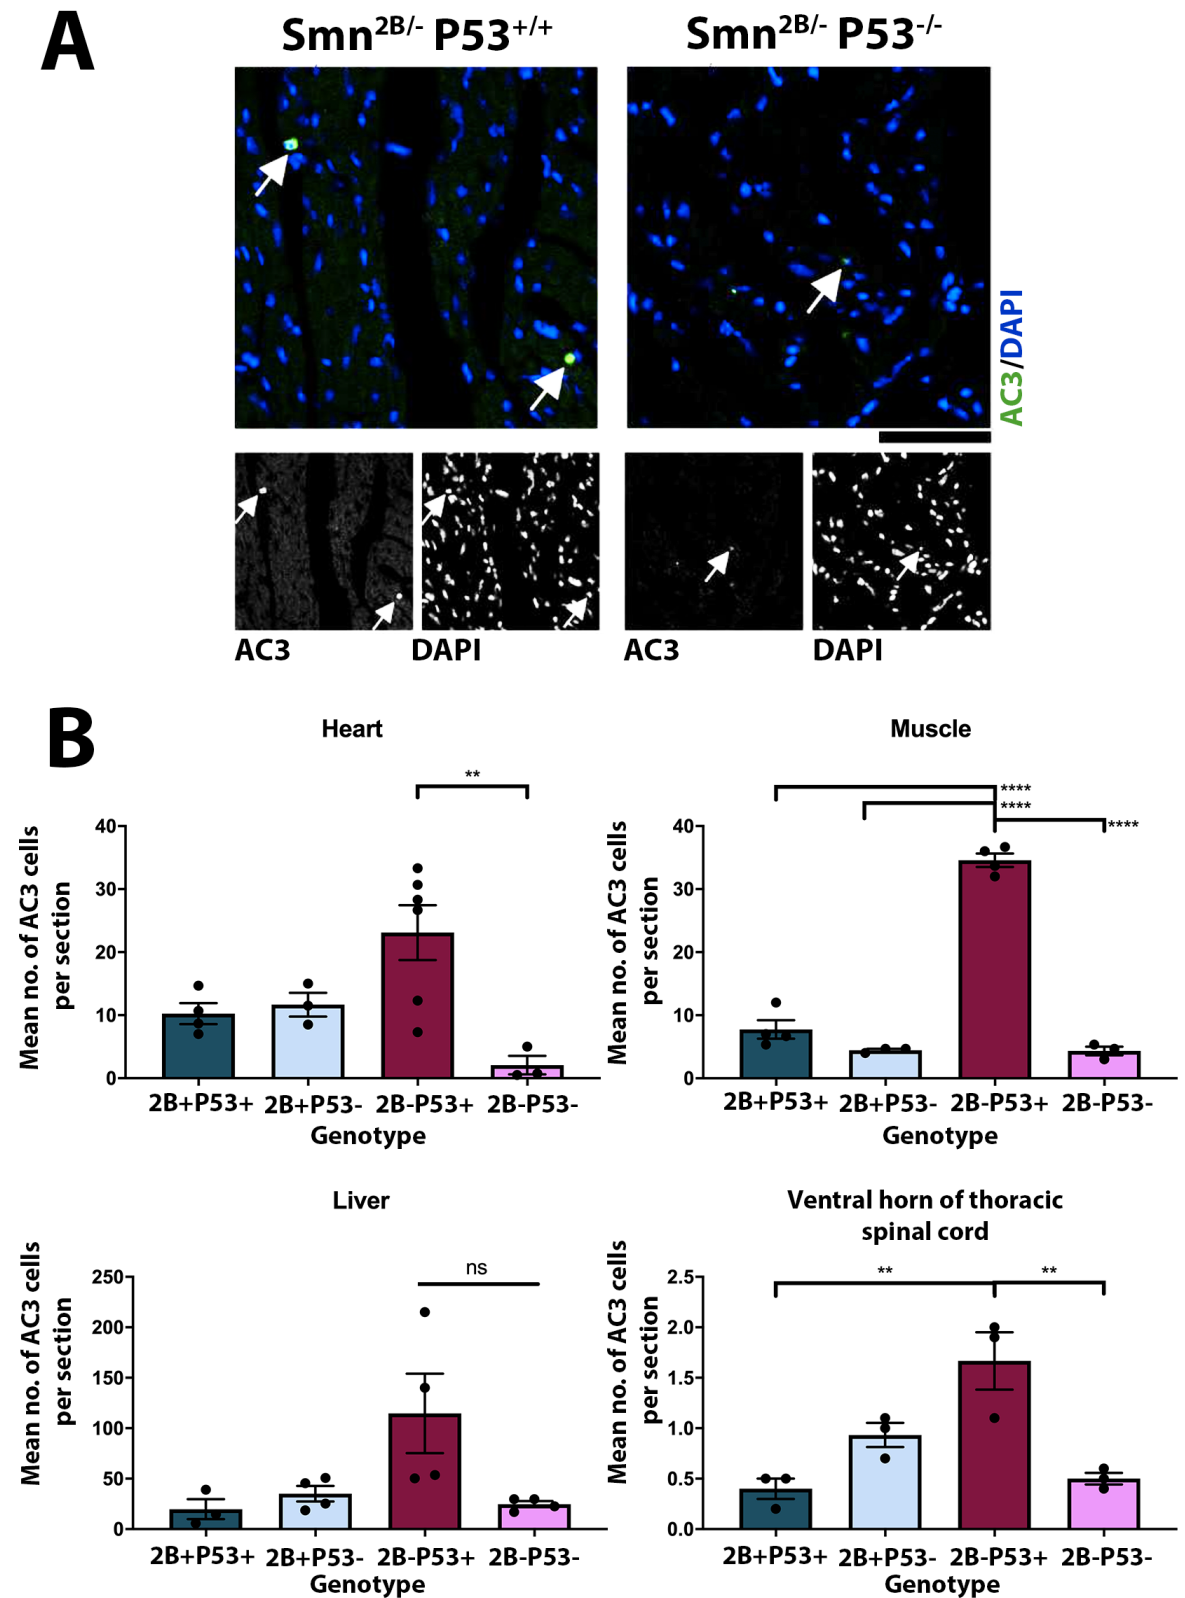 A
Smn2B/- P53+/+
Smn2B/- P53-/-
AC3/DAPI
AC3
DAPI
AC3
DAPI
B
Heart
**
Mean no. of AC3 cells
per section
40
30
20
10
0
2B+P53+
2B+P53-
2B-P53+
2B-P53-
Genotype
Muscle
****
****
****
Mean no. of AC3 cells
per section
40
30
20
10
0
2B+P53+
2B+P53-
2B-P53+
2B-P53-
Genotype
Liver
ns
Mean no. of AC3 cells
per section
250
200
150
100
50
0
2B+P53+
2B+P53-
2B-P53+
2B-P53-
Genotype
Ventral horn of thoracic
spinal cord
**
**
Mean no. of AC3 cells
per section
2.5
2.0
1.5
1.0
0.5
0.0
2B+P53+
2B+P53-
2B-P53+
2B-P53-
Genotype